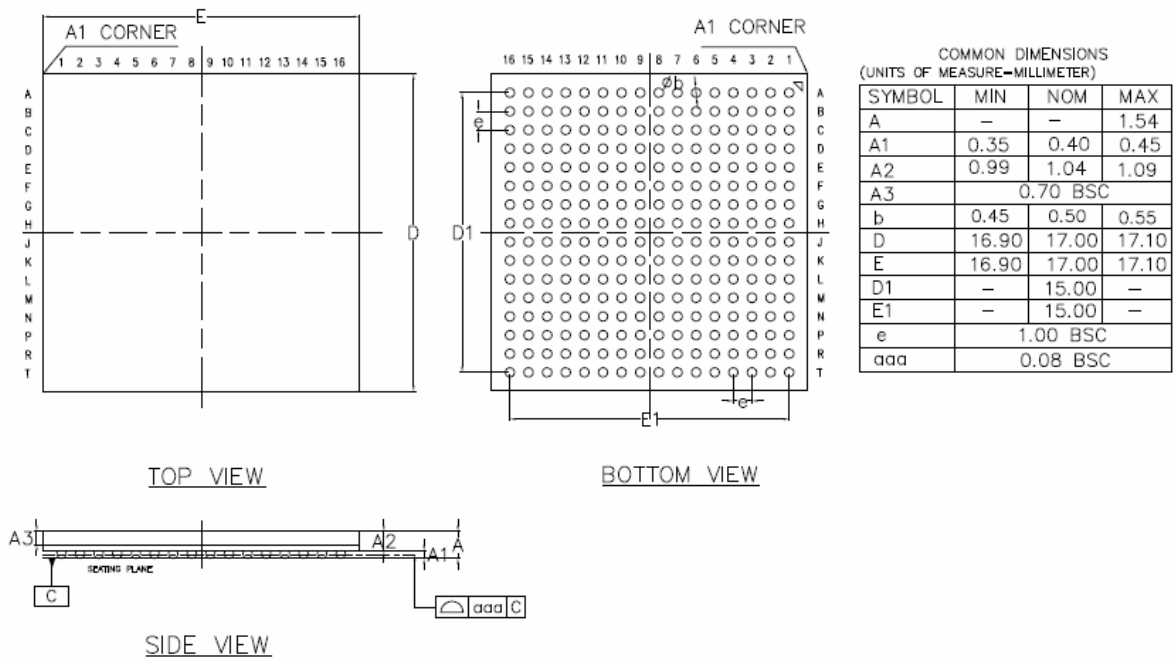 E
A1 CORNER
1 2 3 4 5 6 7 8 9 10 11 12 13 14 15 16
A
B
C
D
E
F
G
H
J
K
L
M
N
P
R
T
D
TOP VIEW
A1 CORNER
16 15 14 13 12 11 10 9 8 7 6 5 4 3 2 1
Øb
e
D1
A
B
C
D
E
F
G
H
J
K
L
M
N
P
R
T
e
E1
BOTTOM VIEW
COMMON DIMENSIONS
(UNITS OF MEASURE-MILLIMETER)
SYMBOL MIN NOM MAX
A – – 1.54
A1 0.35 0.40 0.45
A2 0.99 1.04 1.09
A3 0.70 BSC
b 0.45 0.50 0.55
D 16.90 17.00 17.10
E 16.90 17.00 17.10
D1 – 15.00 –
E1 – 15.00 –
e 1.00 BSC
aaa 0.08 BSC
A3 A2 A A1
SEATING PLANE
C
aaa C
SIDE VIEW